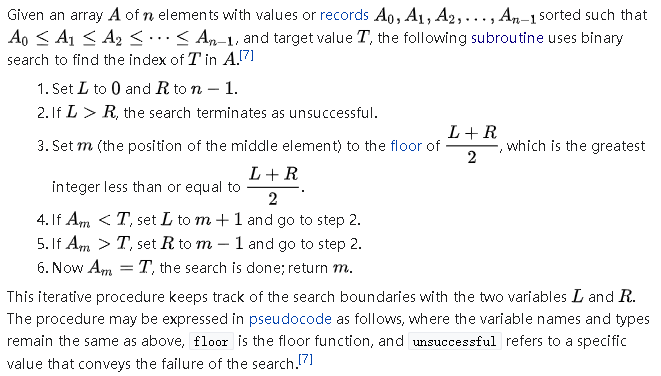 Given an array A of n elements with values or records A₀, A₁, A₂, …, Aₙ₋₁ sorted such that
A₀ ≤ A₁ ≤ A₂ ≤ ⋯ ≤ Aₙ₋₁, and target value T, the following subroutine uses binary
search to find the index of T in A.[7]
1. Set L to 0 and R to n − 1.
2. If L > R, the search terminates as unsuccessful.
3. Set m (the position of the middle element) to the floor of (L + R)/2, which is the greatest
integer less than or equal to (L + R)/2.
4. If Aₘ < T, set L to m + 1 and go to step 2.
5. If Aₘ > T, set R to m − 1 and go to step 2.
6. Now Aₘ = T, the search is done; return m.
This iterative procedure keeps track of the search boundaries with the two variables L and R.
The procedure may be expressed in pseudocode as follows, where the variable names and types
remain the same as above, floor is the floor function, and unsuccessful refers to a specific
value that conveys the failure of the search.[7]